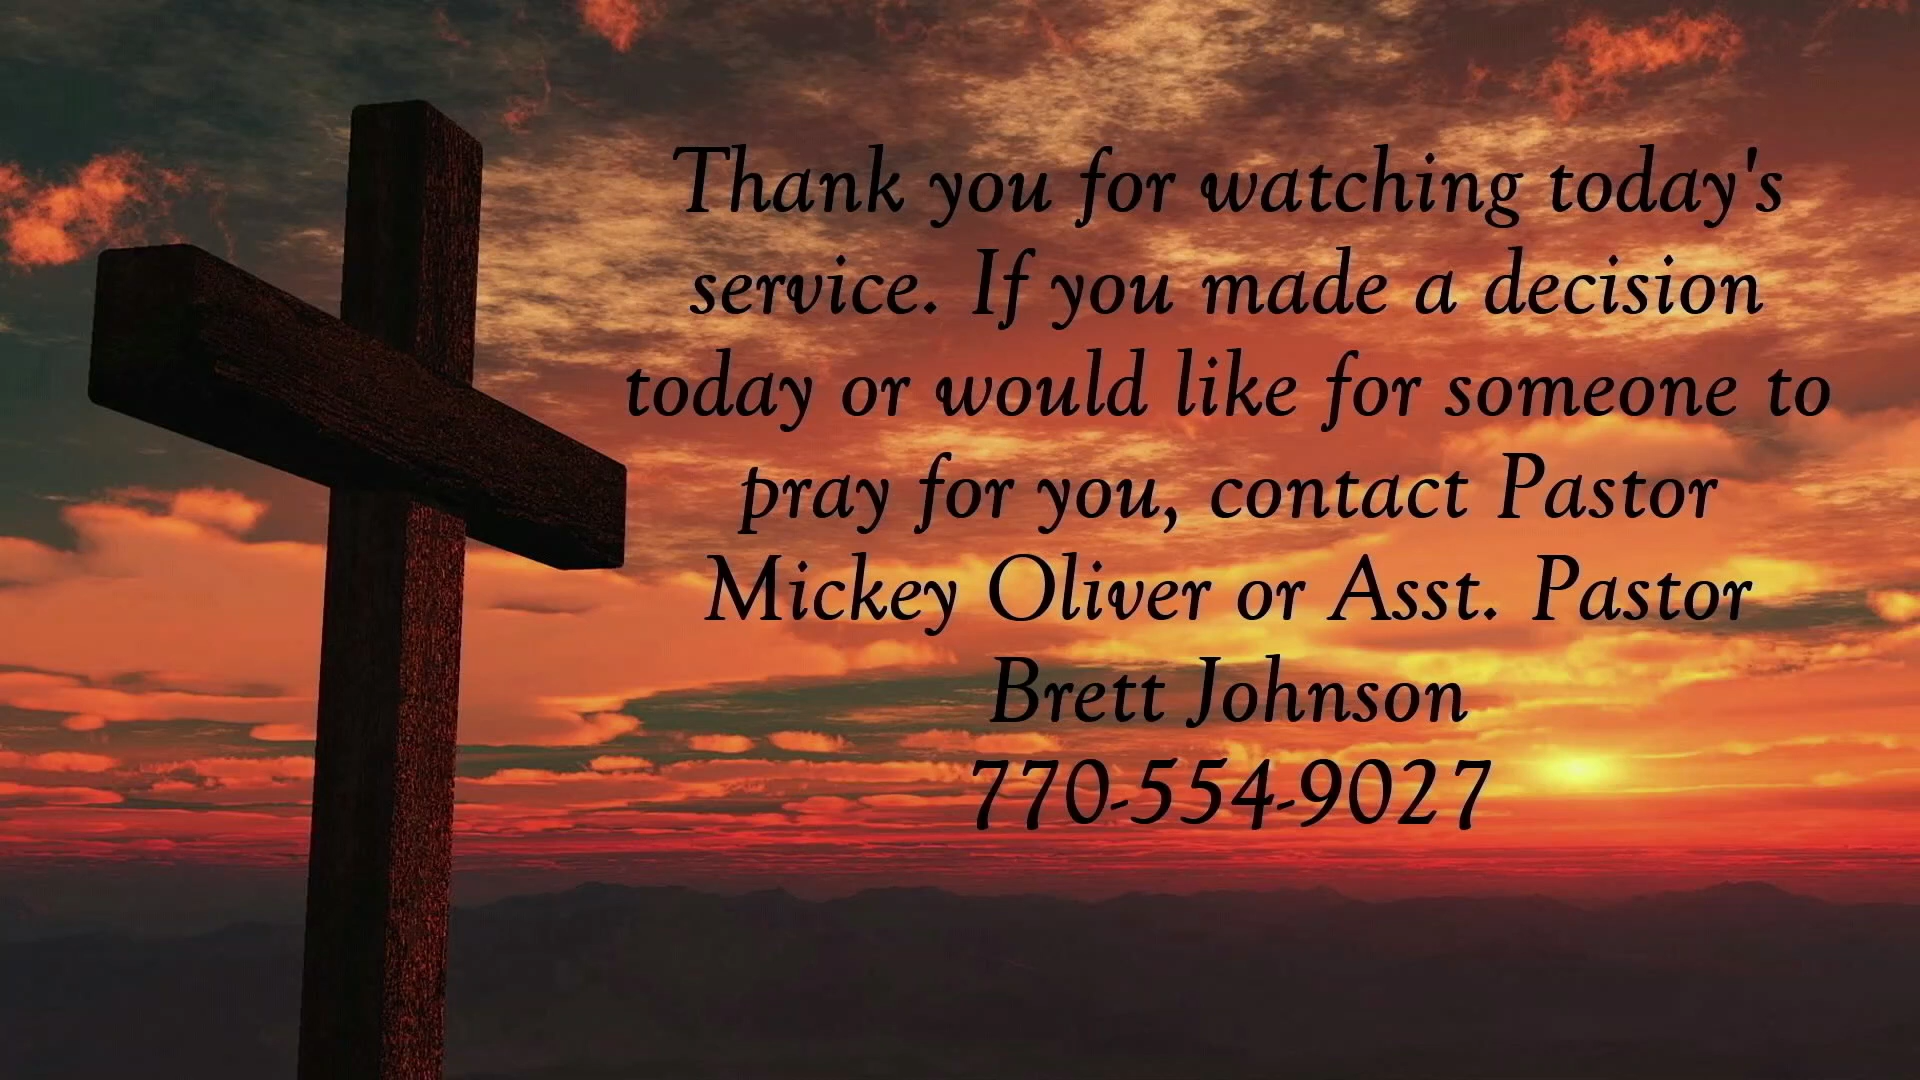 Thank you for watching today's
service. If you made a decision
today or would like for someone to
pray for you, contact Pastor
Mickey Oliver or Asst. Pastor
Brett Johnson
770-554-9027